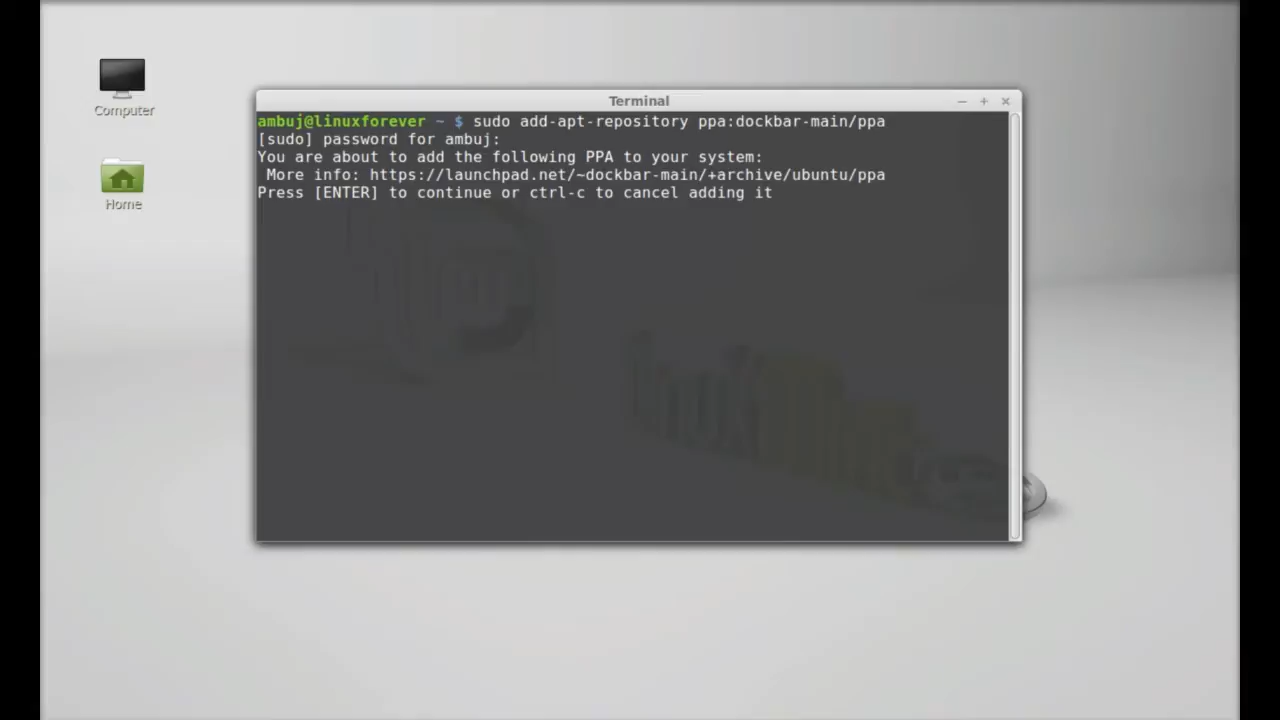 Computer
Home
Terminal
ambuj@linuxforever ~ $ sudo add-apt-repository ppa:dockbar-main/ppa
[sudo] password for ambuj:
You are about to add the following PPA to your system:
 More info: https://launchpad.net/~dockbar-main/+archive/ubuntu/ppa
Press [ENTER] to continue or ctrl-c to cancel adding it